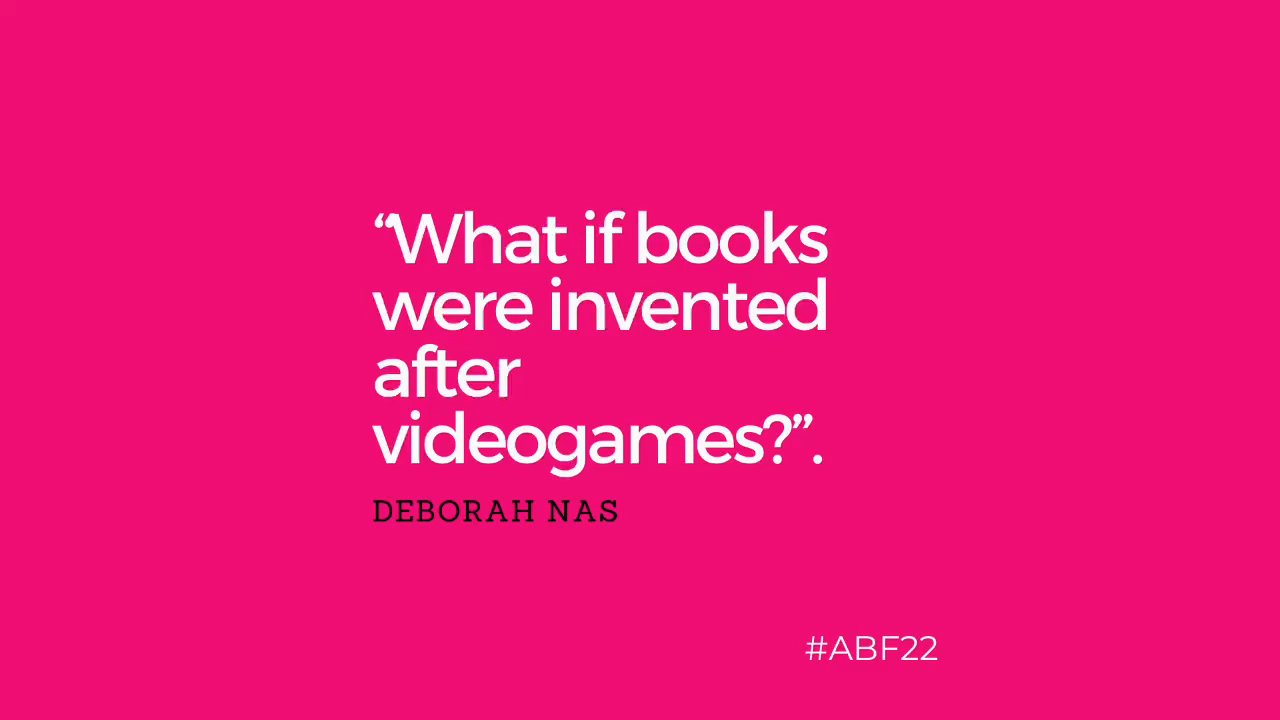 “What if books
were invented
after
videogames?”.
DEBORAH NAS
#ABF22